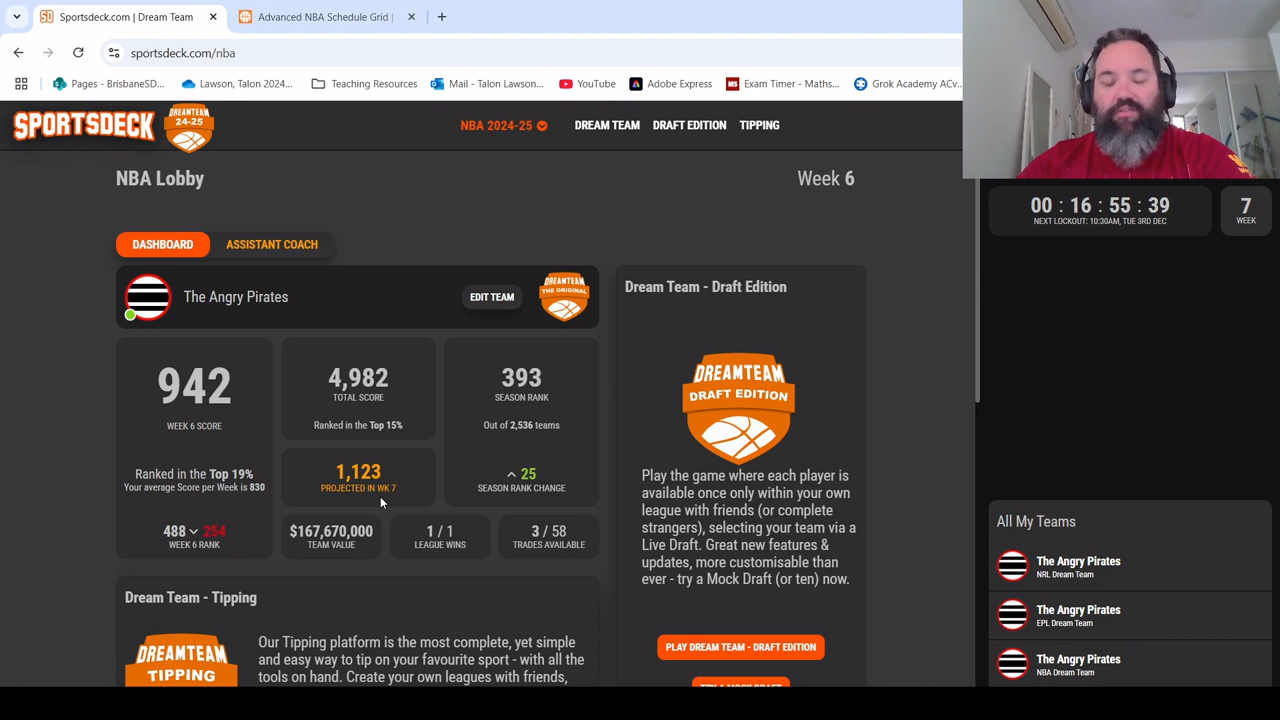 Sportsdeck.com | Dream Team
Advanced NBA Schedule Grid |
sportsdeck.com/nba
Pages - BrisbaneSD...
Lawson, Talon 2024...
Teaching Resources
Mail - Talon Lawson...
YouTube
Adobe Express
Exam Timer - Maths...
Grok Academy ACv...
SPORTSDECK
DREAMTEAM
24-25
NBA 2024-25
DREAM TEAM
DRAFT EDITION
TIPPING
NBA Lobby
Week 6
00 : 16 : 55 : 39
NEXT LOCKOUT: 10:30AM, TUE 3RD DEC
7
WEEK
DASHBOARD
ASSISTANT COACH
The Angry Pirates
EDIT TEAM
DREAMTEAM
THE ORIGINAL
942
WEEK 6 SCORE
Ranked in the Top 19%
Your average Score per Week is 830
488 254
WEEK 6 RANK
4,982
TOTAL SCORE
Ranked in the Top 15%
393
SEASON RANK
Out of 2,536 teams
1,123
PROJECTED IN WK 7
25
SEASON RANK CHANGE
$167,670,000
TEAM VALUE
1 / 1
LEAGUE WINS
3 / 58
TRADES AVAILABLE
Dream Team - Tipping
DREAMTEAM
TIPPING
Our Tipping platform is the most complete, yet simple
and easy way to tip on your favourite sport - with all the
tools on hand. Create your own leagues with friends,
Dream Team - Draft Edition
DREAMTEAM
DRAFT EDITION
Play the game where each player is
available once only within your own
league with friends (or complete
strangers), selecting your team via a
Live Draft. Great new features &
updates, more customisable than
ever - try a Mock Draft (or ten) now.
PLAY DREAM TEAM - DRAFT EDITION
TRY A MOCK DRAFT
All My Teams
The Angry Pirates
NRL Dream Team
The Angry Pirates
EPL Dream Team
The Angry Pirates
NBA Dream Team